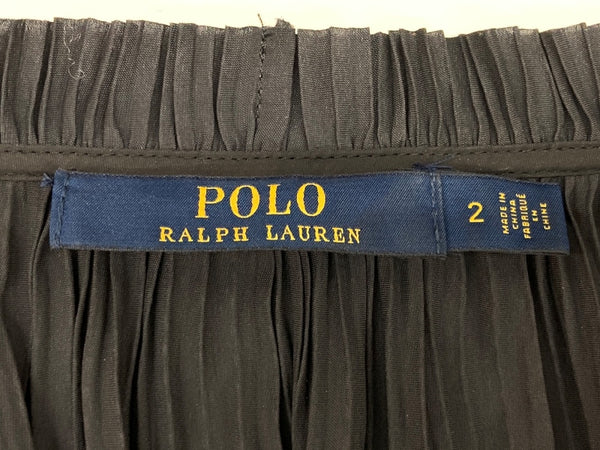 POLO
RALPH LAUREN
2
MADE IN
CHINA
FABRIQUÉ
EN
CHINE